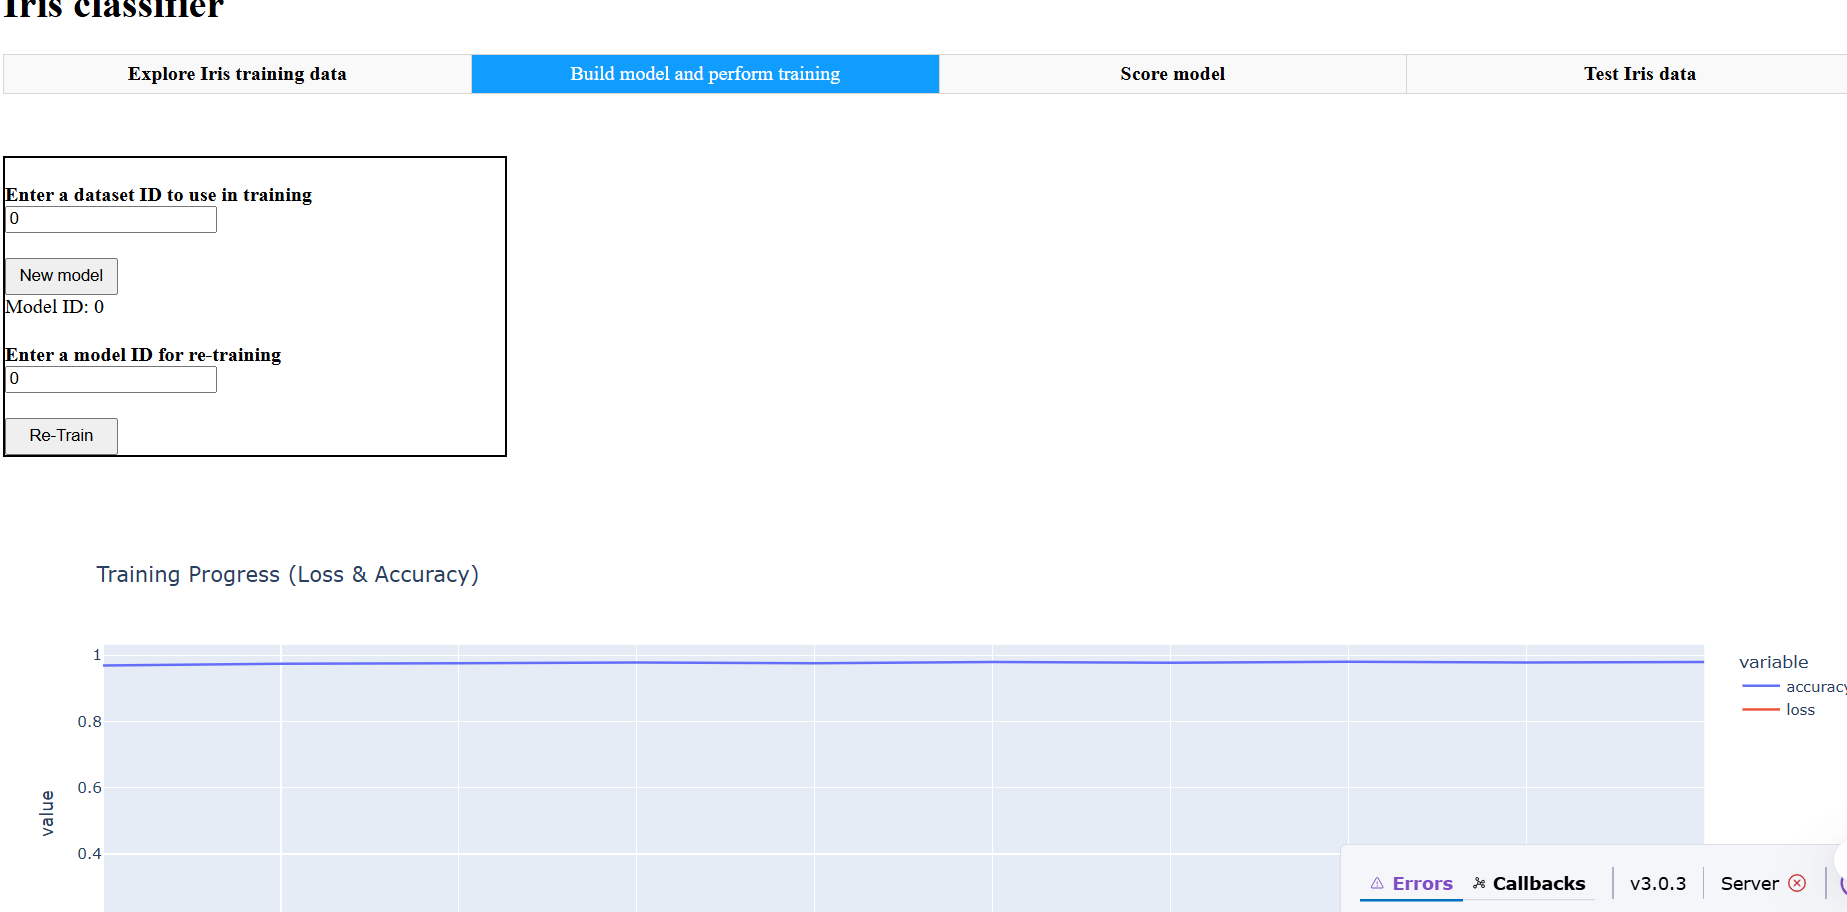 Iris classifier
Explore Iris training data
Build model and perform training
Score model
Test Iris data
Enter a dataset ID to use in training
0
New model
Model ID: 0
Enter a model ID for re-training
0
Re-Train
Training Progress (Loss & Accuracy)
1
0.8
0.6
0.4
value
variable
accuracy
loss
Errors
Callbacks
v3.0.3
Server